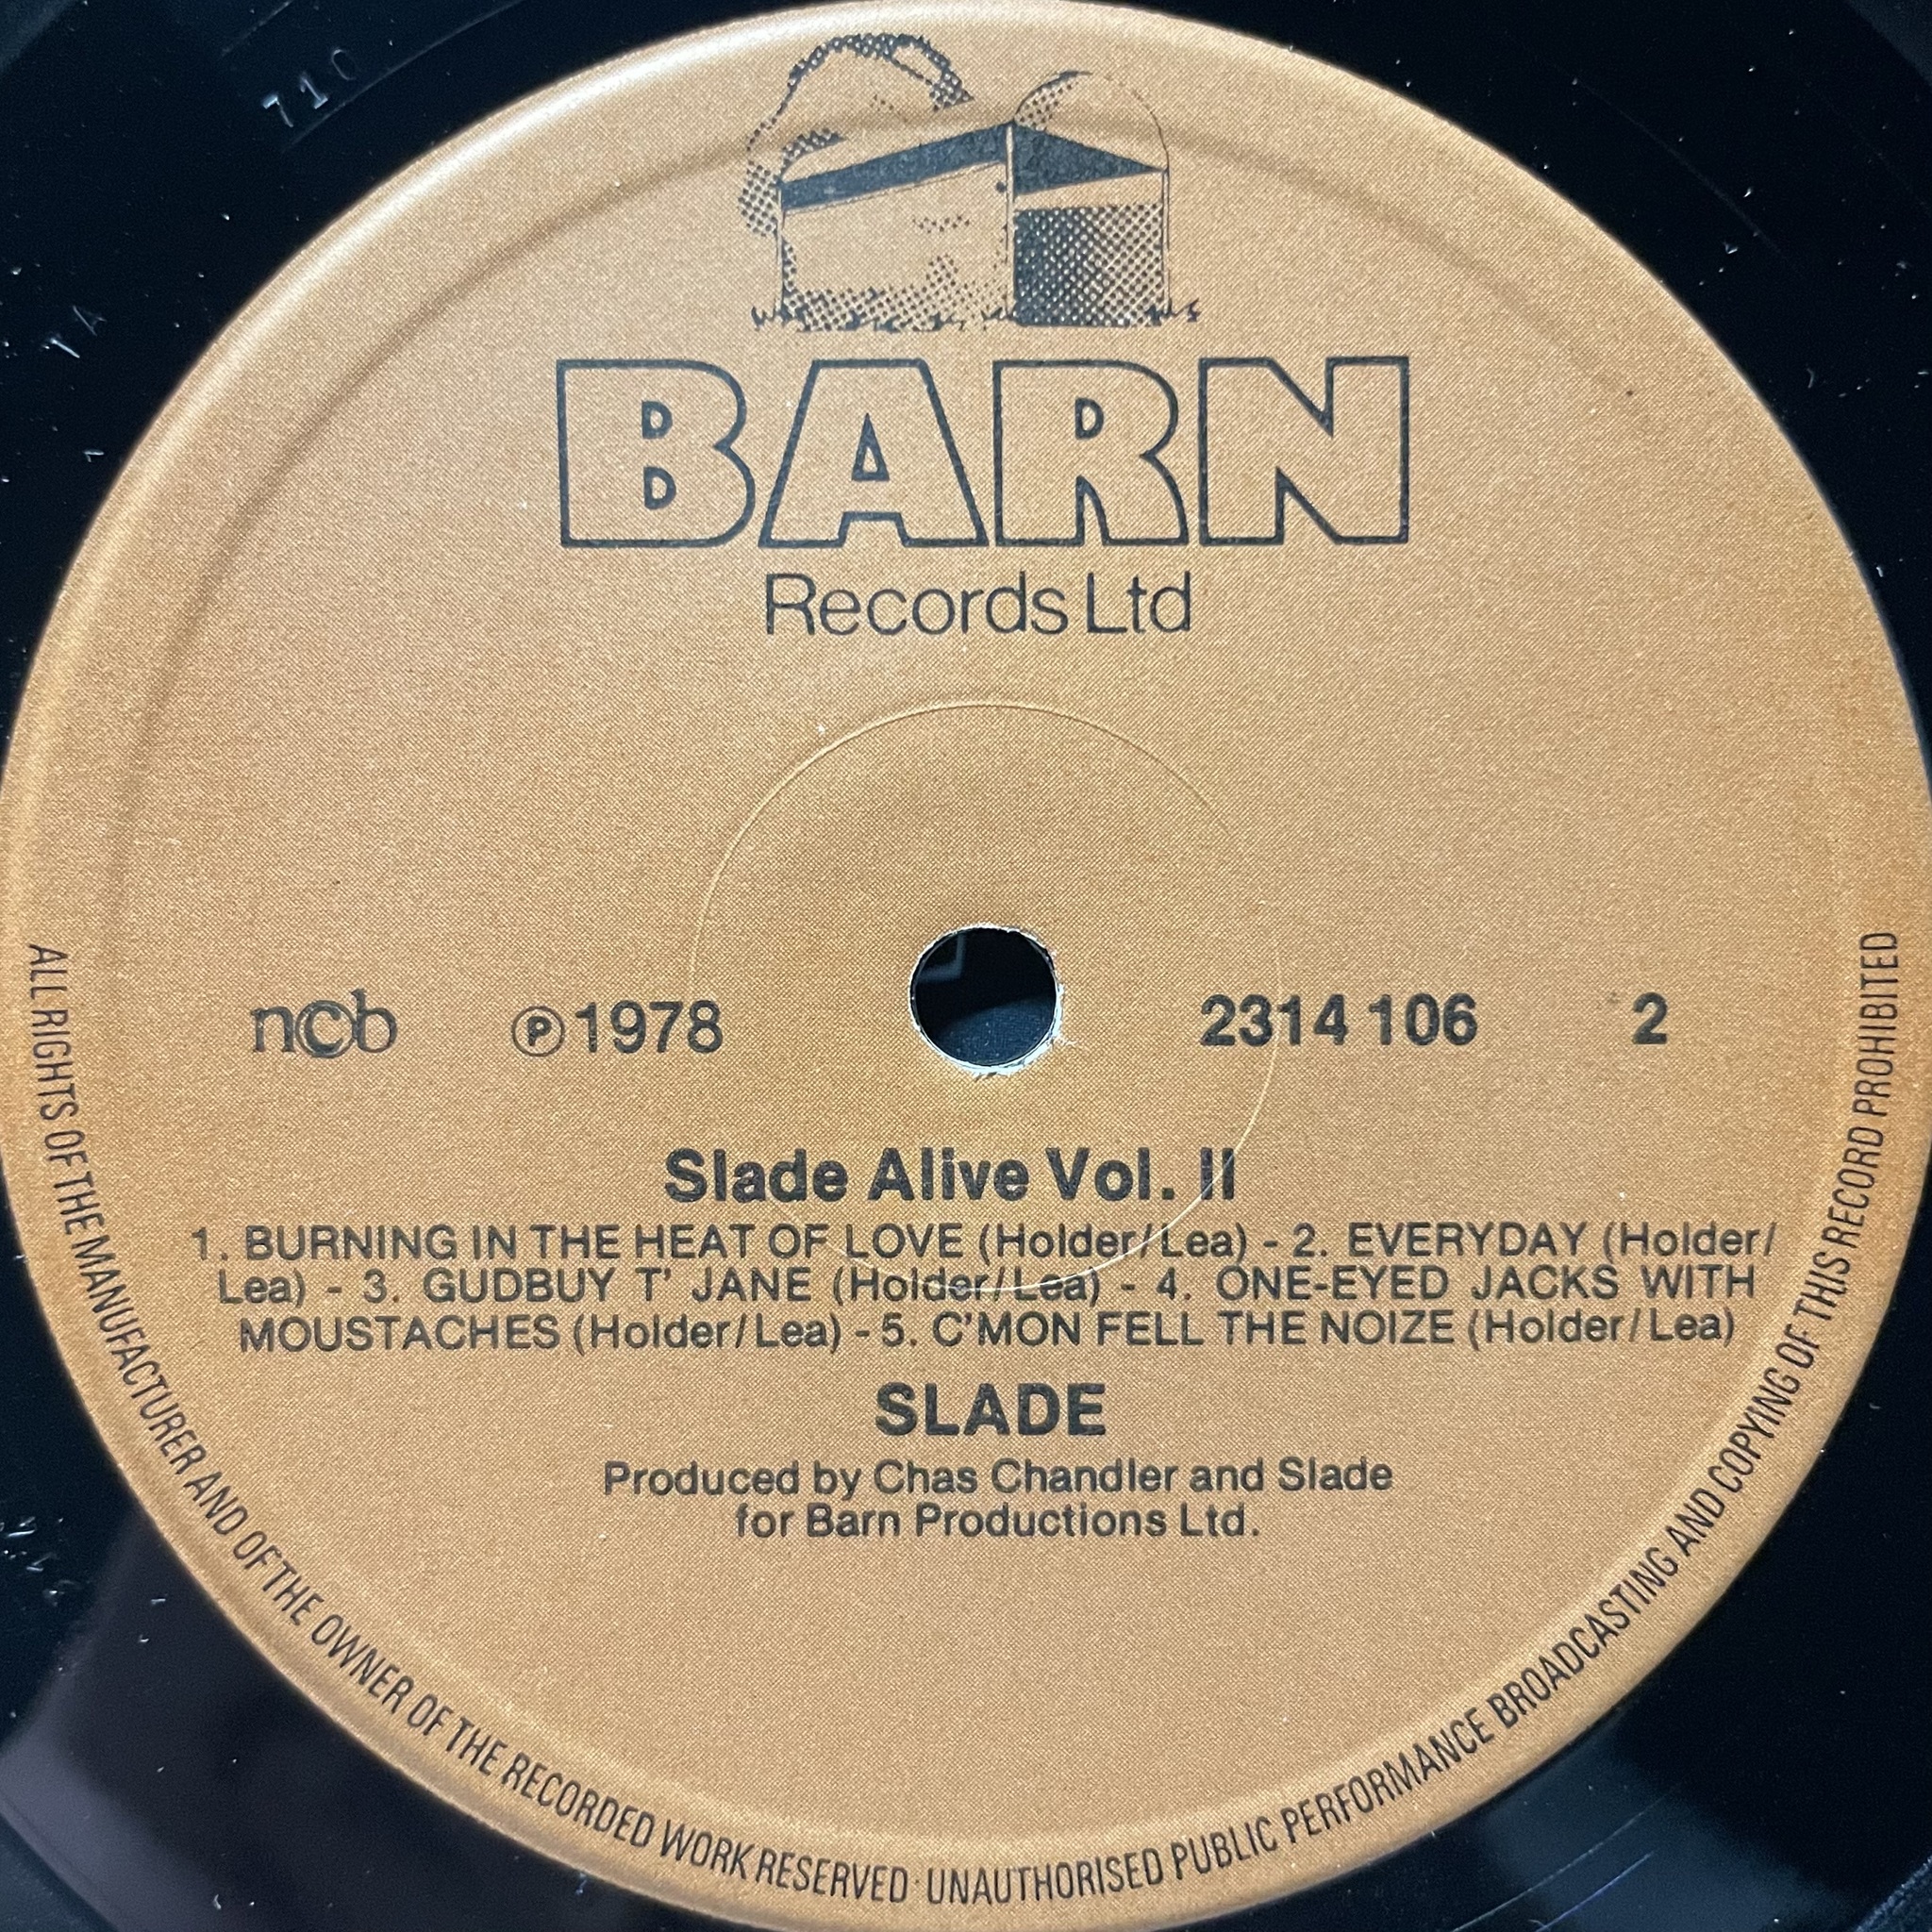 710
BARN
Records Ltd
ncb ℗1978 2314 106 2
Slade Alive Vol. II
1. BURNING IN THE HEAT OF LOVE (Holder/Lea) - 2. EVERYDAY (Holder/
Lea) - 3. GUDBUY T' JANE (Holder/Lea) - 4. ONE-EYED JACKS WITH
MOUSTACHES (Holder/Lea) - 5. C'MON FELL THE NOIZE (Holder/Lea)
SLADE
Produced by Chas Chandler and Slade
for Barn Productions Ltd.
ALL RIGHTS OF THE MANUFACTURER AND OF THE OWNER OF THE RECORDED WORK RESERVED · UNAUTHORISED PUBLIC PERFORMANCE BROADCASTING AND COPYING OF THIS RECORD PROHIBITED